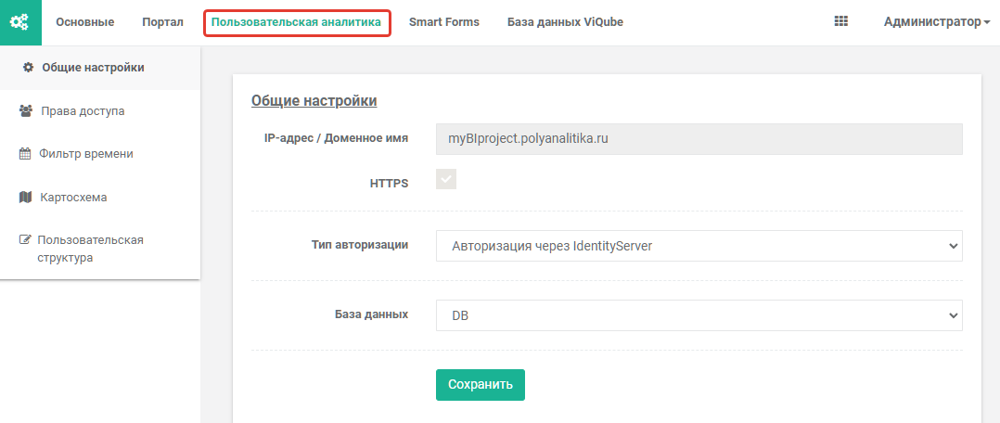 Основные Портал Пользовательская аналитика Smart Forms База данных ViQube Администратор
Общие настройки
Права доступа
Фильтр времени
Картосхема
Пользовательская
структура
Общие настройки
IP-адрес / Доменное имя myBIproject.polyanalitika.ru
HTTPS
Тип авторизации Авторизация через IdentityServer
База данных DB
Сохранить